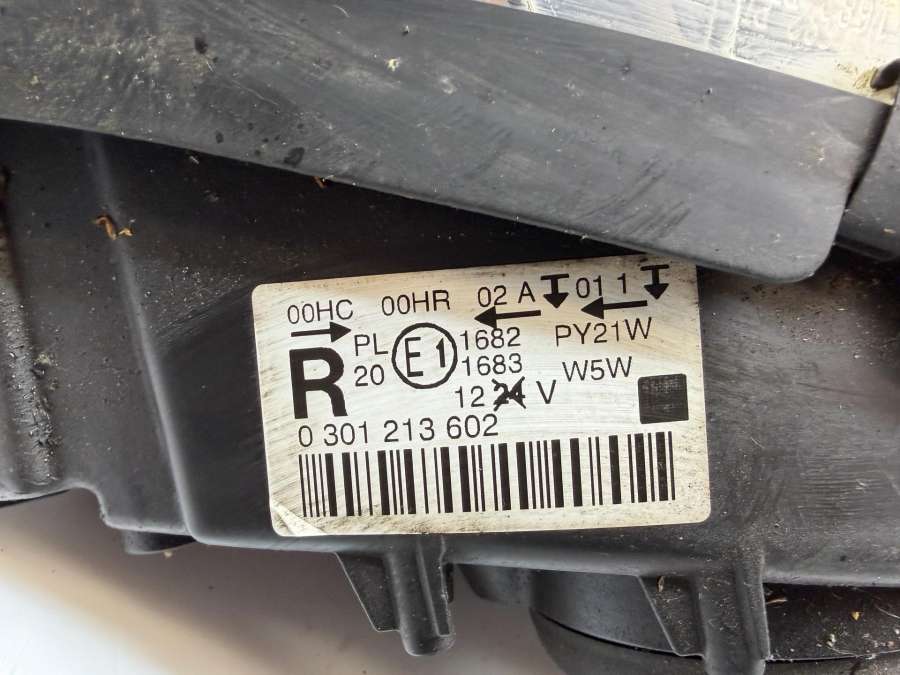 00HC 00HR 02 A 01 1
R PL 20 E1 1682 PY21W
1683 W5W
12 24 V
0 301 213 602